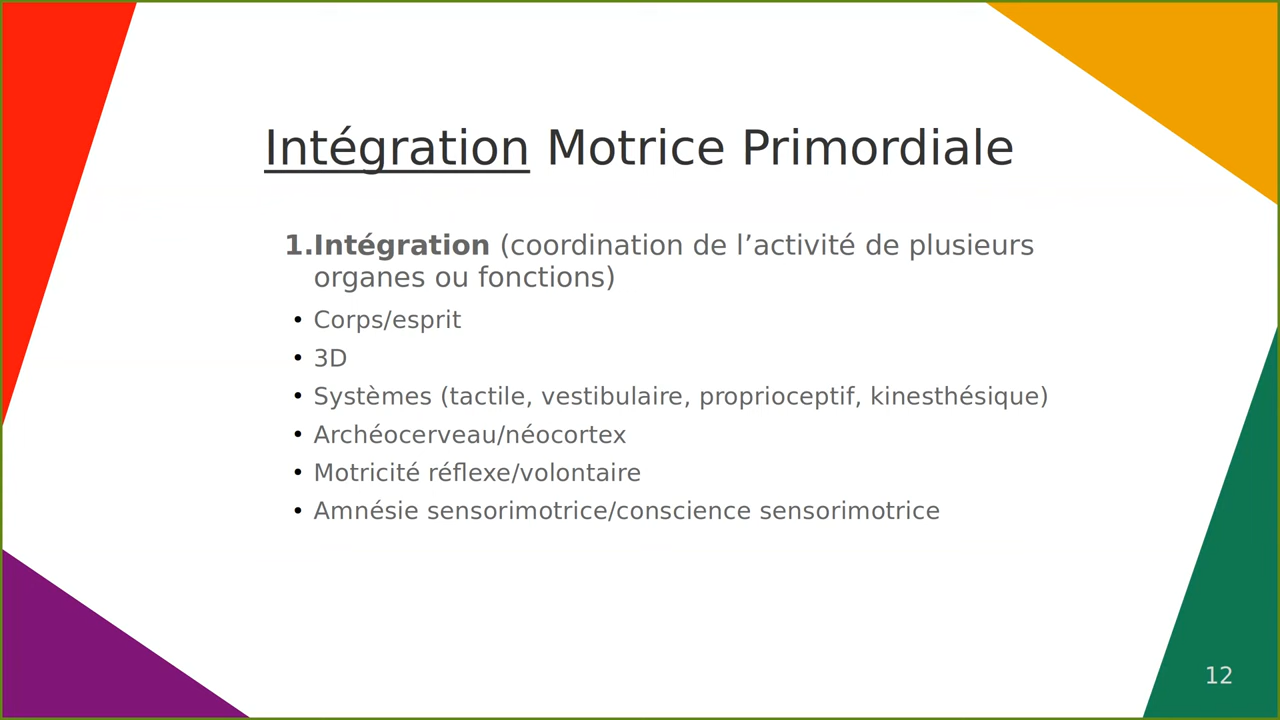 Intégration Motrice Primordiale
1.Intégration (coordination de l’activité de plusieurs
organes ou fonctions)
• Corps/esprit
• 3D
• Systèmes (tactile, vestibulaire, proprioceptif, kinesthésique)
• Archéocerveau/néocortex
• Motricité réflexe/volontaire
• Amnésie sensorimotrice/conscience sensorimotrice
12